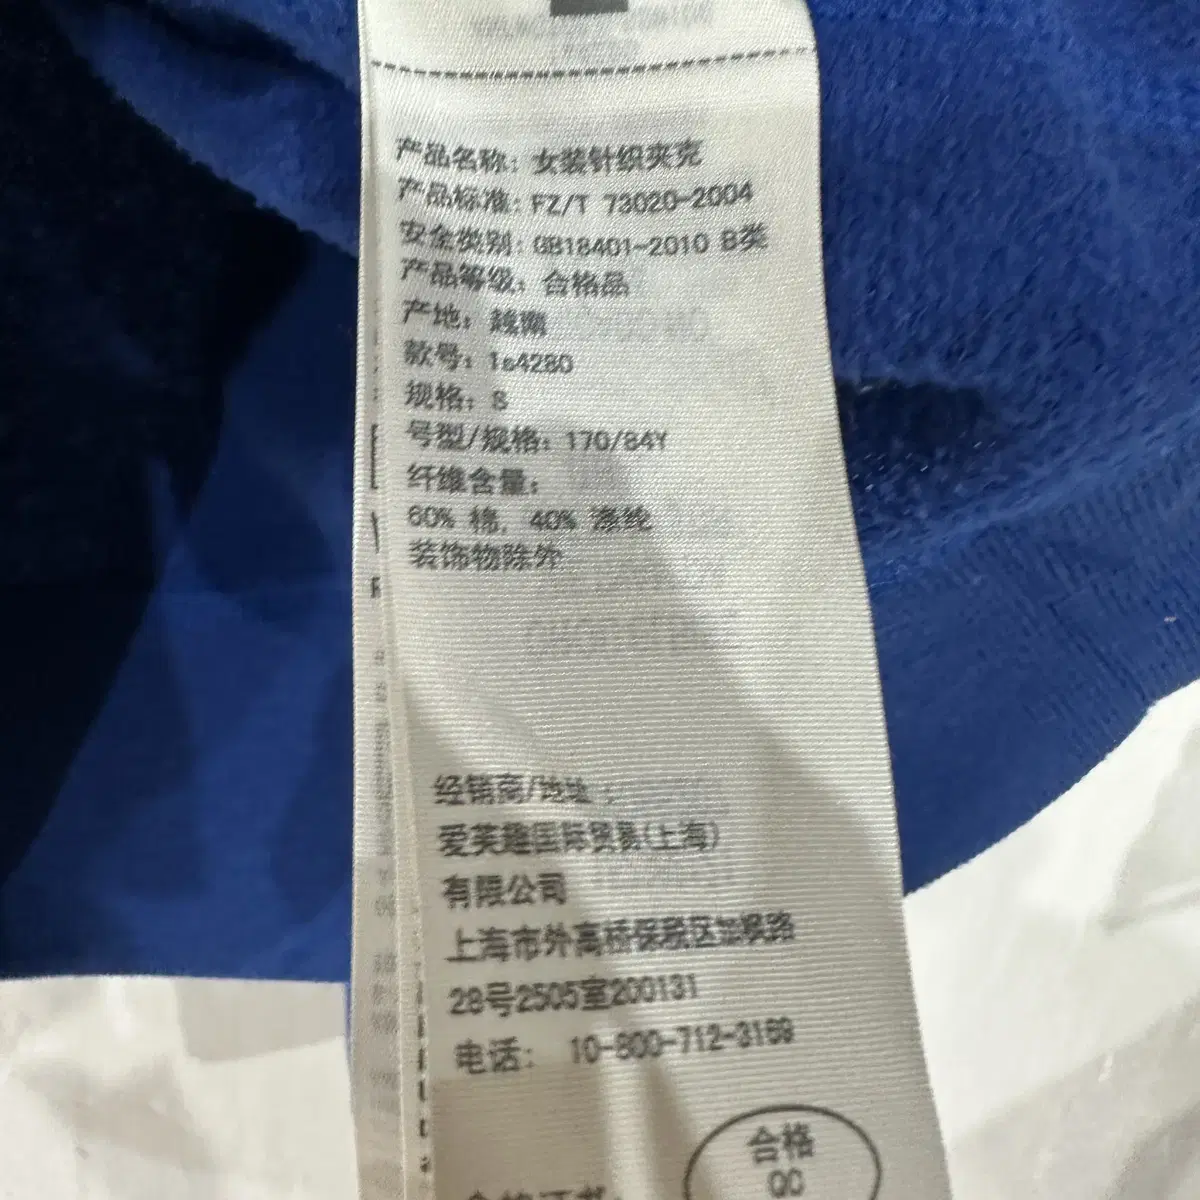 产品名称：女装针织夹克
产品标准：FZ/T 73020-2004
安全类别：GB18401-2010 B类
产品等级：合格品
产地：越南
款号：1s4280
规格：S
号型/规格：170/84Y
纤维含量：
60% 棉，40% 涤纶
装饰物除外
经销商/地址：
爱芙趣国际贸易(上海)
有限公司
上海市外高桥保税区加枫路
28号2505室200131
电话： 10-800-712-3169
合格
QC
合格证书：